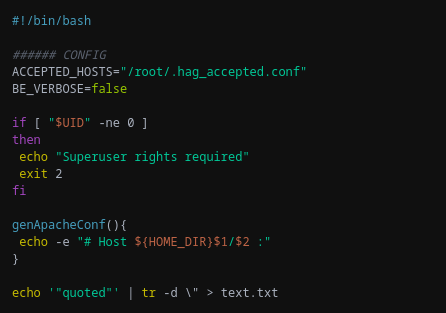 #!/bin/bash

###### CONFIG
ACCEPTED_HOSTS="/root/.hag_accepted.conf"
BE_VERBOSE=false

if [ "$UID" -ne 0 ]
then
 echo "Superuser rights required"
 exit 2
fi

genApacheConf(){
 echo -e "# Host ${HOME_DIR}$1/$2 :"
}

echo '"quoted"' | tr -d \" > text.txt